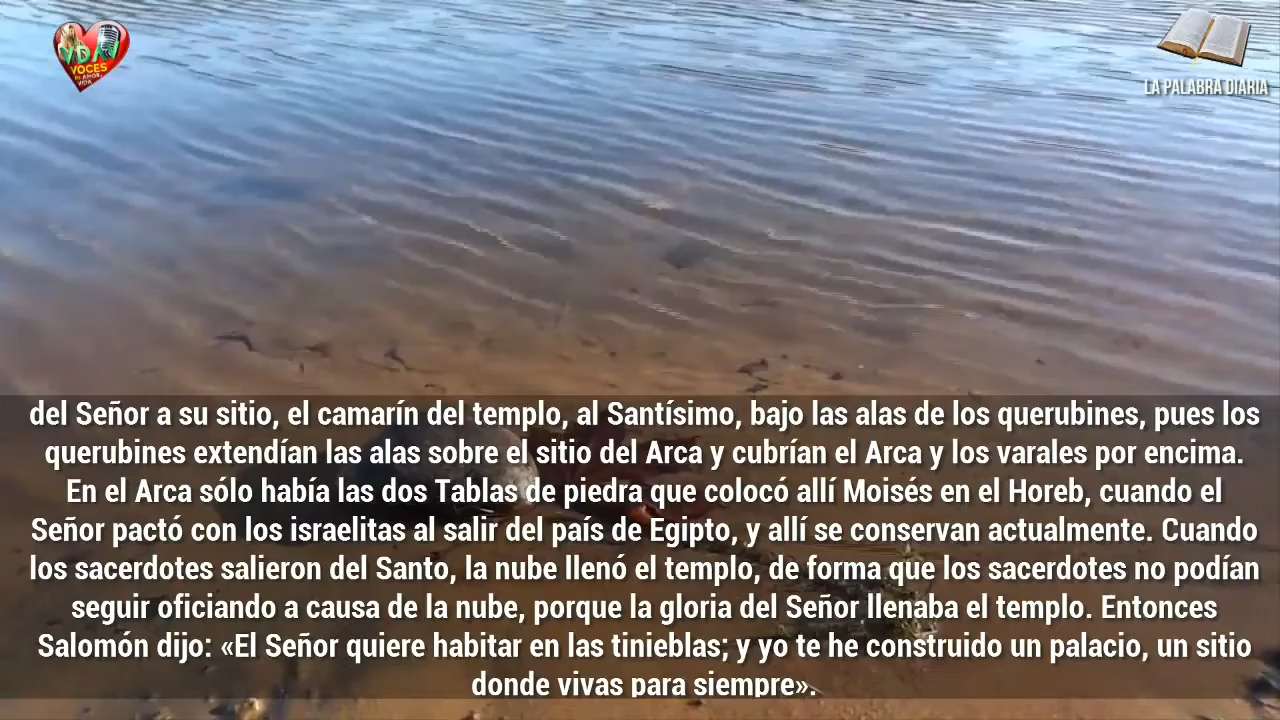 VDAV
VOCES
DE AMOR Y
VIDA
LA PALABRA DIARIA
del Señor a su sitio, el camarín del templo, al Santísimo, bajo las alas de los querubines, pues los
querubines extendían las alas sobre el sitio del Arca y cubrían el Arca y los varales por encima.
En el Arca sólo había las dos Tablas de piedra que colocó allí Moisés en el Horeb, cuando el
Señor pactó con los israelitas al salir del país de Egipto, y allí se conservan actualmente. Cuando
los sacerdotes salieron del Santo, la nube llenó el templo, de forma que los sacerdotes no podían
seguir oficiando a causa de la nube, porque la gloria del Señor llenaba el templo. Entonces
Salomón dijo: «El Señor quiere habitar en las tinieblas; y yo te he construido un palacio, un sitio
donde vivas para siempre».